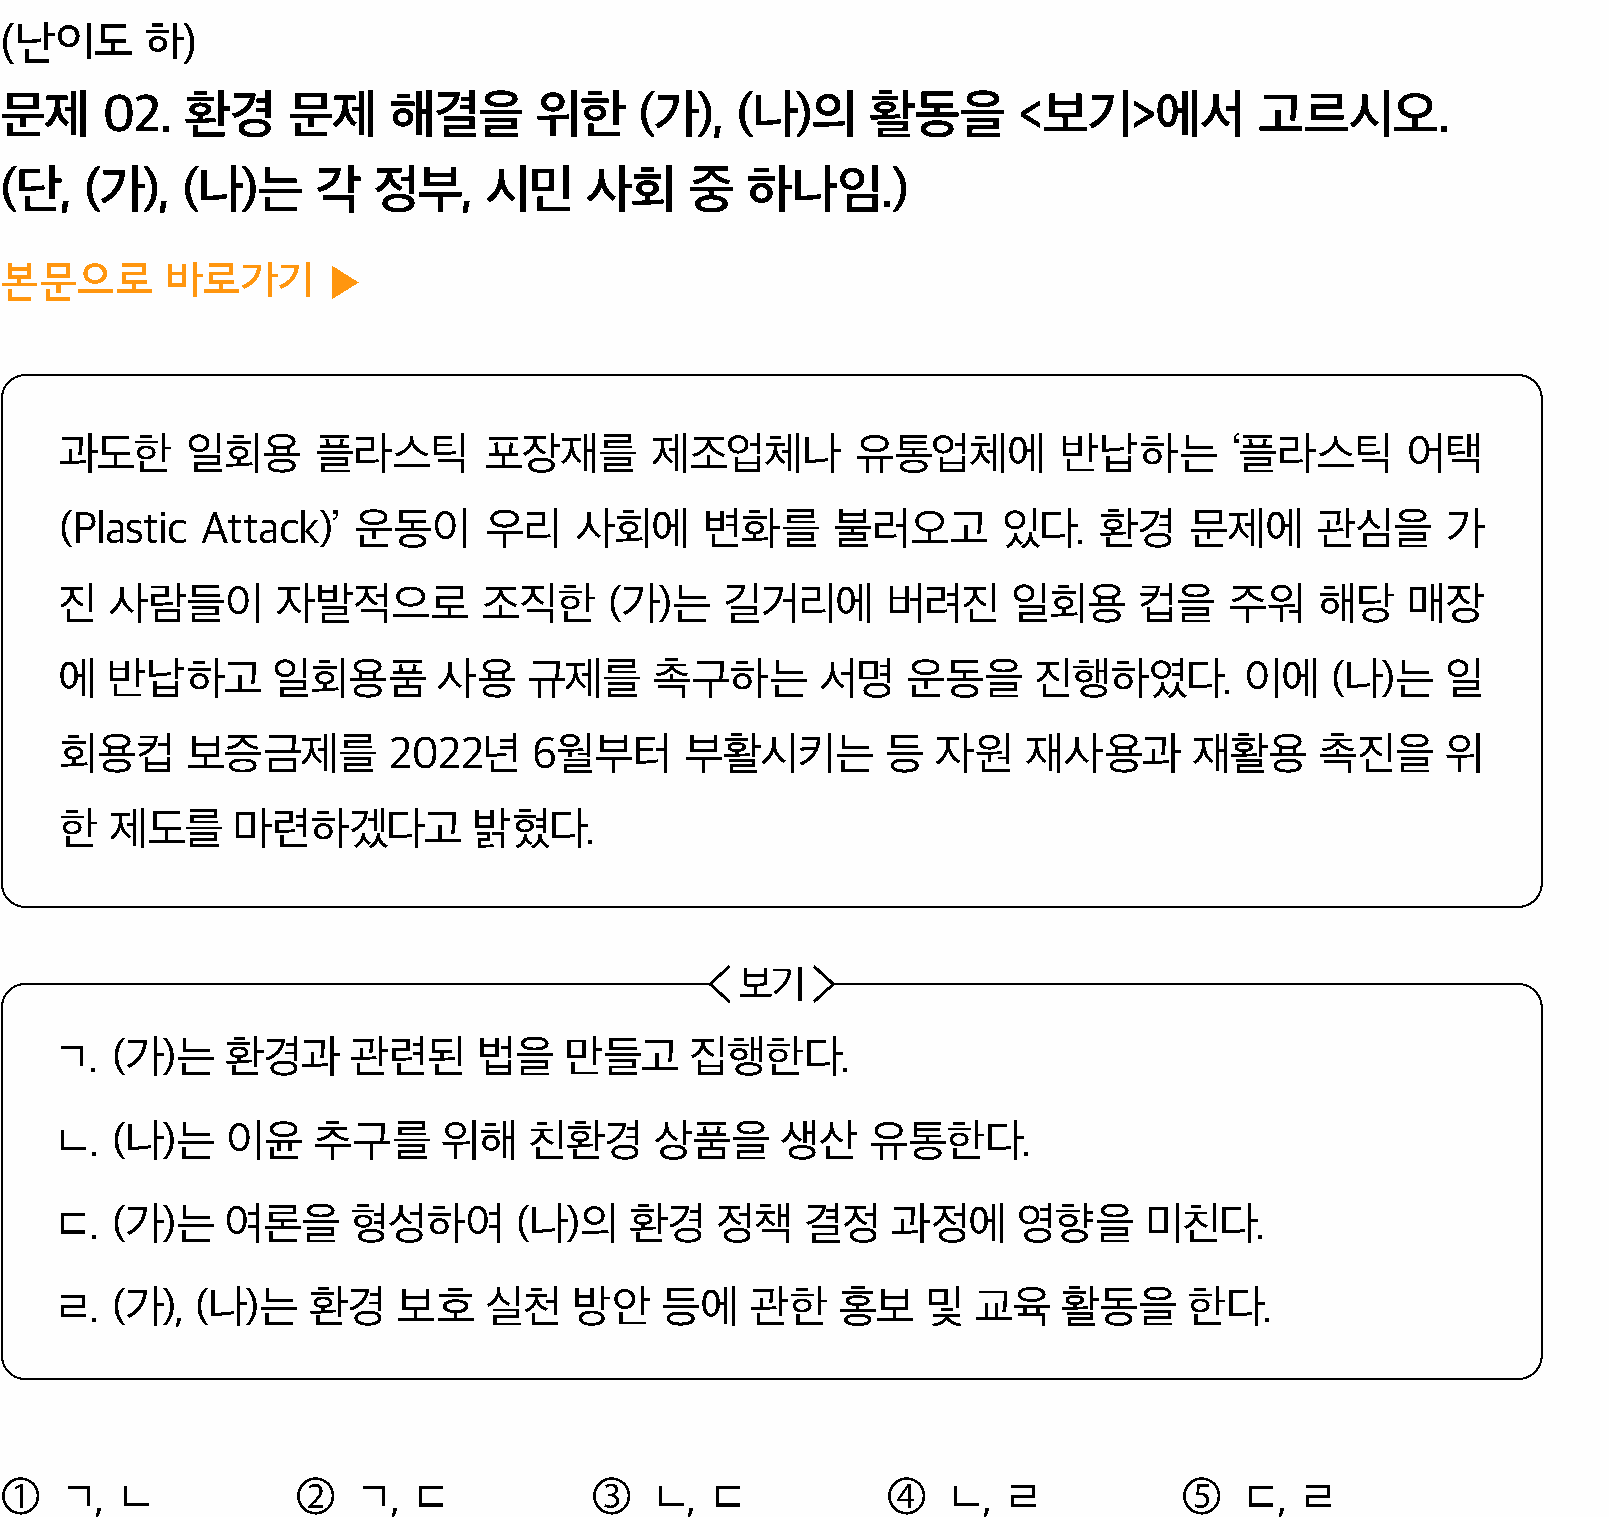 (난이도 하)
문제 02. 환경 문제 해결을 위한 (가), (나)의 활동을 <보기>에서 고르시오.
(단, (가), (나)는 각 정부, 시민 사회 중 하나임.)
본문으로 바로가기 ▶
과도한 일회용 플라스틱 포장재를 제조업체나 유통업체에 반납하는 ‘플라스틱 어택
(Plastic Attack)’ 운동이 우리 사회에 변화를 불러오고 있다. 환경 문제에 관심을 가
진 사람들이 자발적으로 조직한 (가)는 길거리에 버려진 일회용 컵을 주워 해당 매장
에 반납하고 일회용품 사용 규제를 촉구하는 서명 운동을 진행하였다. 이에 (나)는 일
회용컵 보증금제를 2022년 6월부터 부활시키는 등 자원 재사용과 재활용 촉진을 위
한 제도를 마련하겠다고 밝혔다.
<보기>
ㄱ. (가)는 환경과 관련된 법을 만들고 집행한다.
ㄴ. (나)는 이윤 추구를 위해 친환경 상품을 생산 유통한다.
ㄷ. (가)는 여론을 형성하여 (나)의 환경 정책 결정 과정에 영향을 미친다.
ㄹ. (가), (나)는 환경 보호 실천 방안 등에 관한 홍보 및 교육 활동을 한다.
① ㄱ, ㄴ ② ㄱ, ㄷ ③ ㄴ, ㄷ ④ ㄴ, ㄹ ⑤ ㄷ, ㄹ